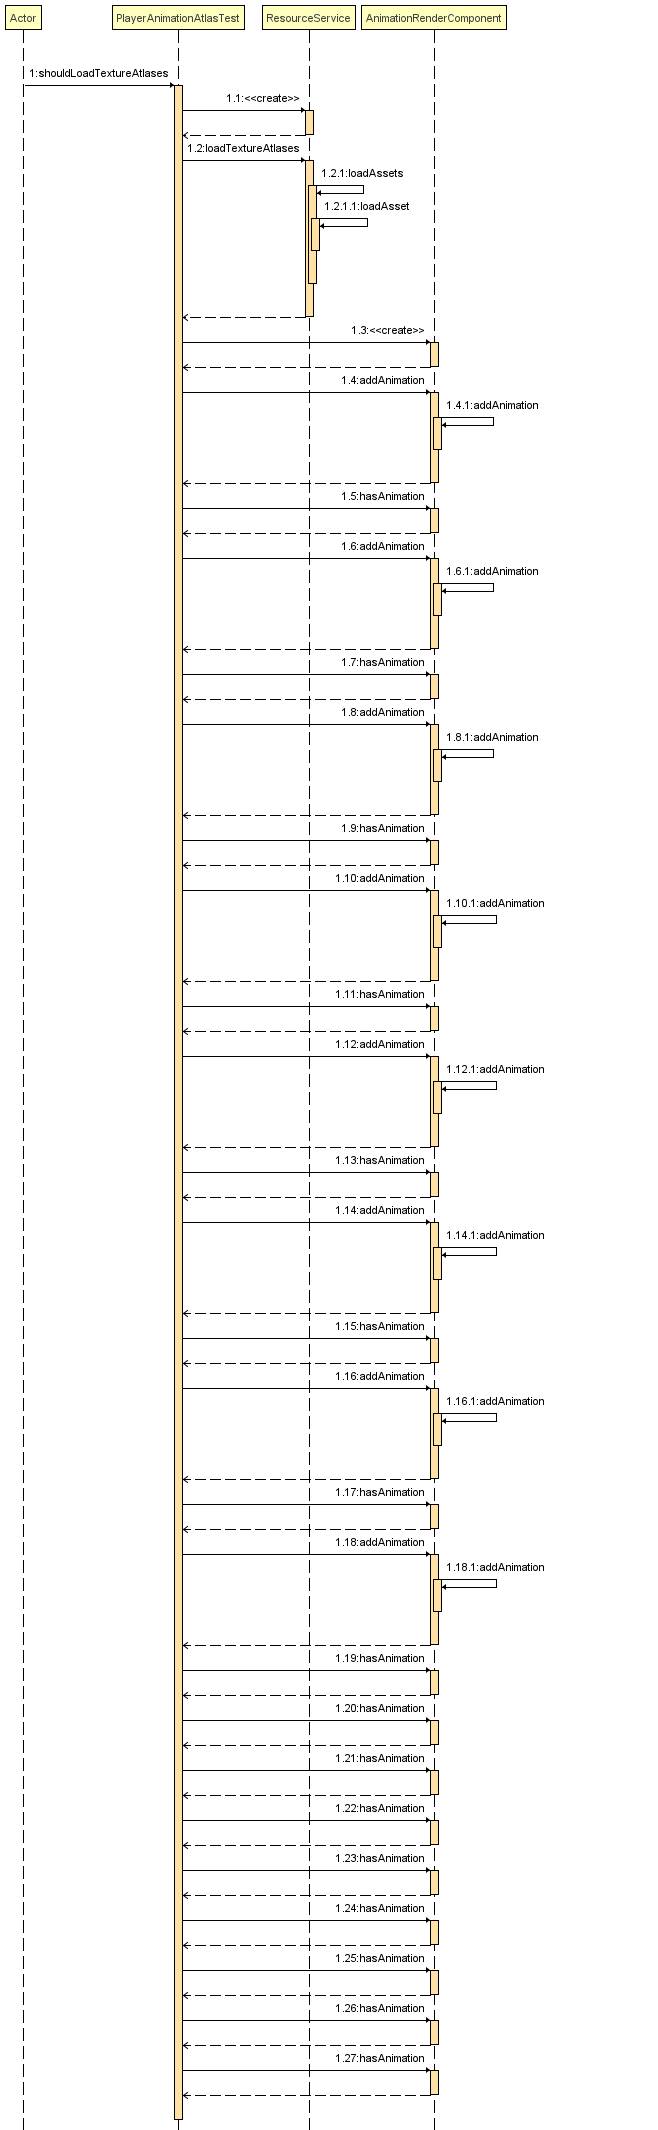 Actor
PlayerAnimationAtlasTest
ResourceService
AnimationRenderComponent
1:shouldLoadTextureAtlases
1.1:<<create>>
1.2:loadTextureAtlases
1.2.1:loadAssets
1.2.1.1:loadAsset
1.3:<<create>>
1.4:addAnimation
1.4.1:addAnimation
1.5:hasAnimation
1.6:addAnimation
1.6.1:addAnimation
1.7:hasAnimation
1.8:addAnimation
1.8.1:addAnimation
1.9:hasAnimation
1.10:addAnimation
1.10.1:addAnimation
1.11:hasAnimation
1.12:addAnimation
1.12.1:addAnimation
1.13:hasAnimation
1.14:addAnimation
1.14.1:addAnimation
1.15:hasAnimation
1.16:addAnimation
1.16.1:addAnimation
1.17:hasAnimation
1.18:addAnimation
1.18.1:addAnimation
1.19:hasAnimation
1.20:hasAnimation
1.21:hasAnimation
1.22:hasAnimation
1.23:hasAnimation
1.24:hasAnimation
1.25:hasAnimation
1.26:hasAnimation
1.27:hasAnimation